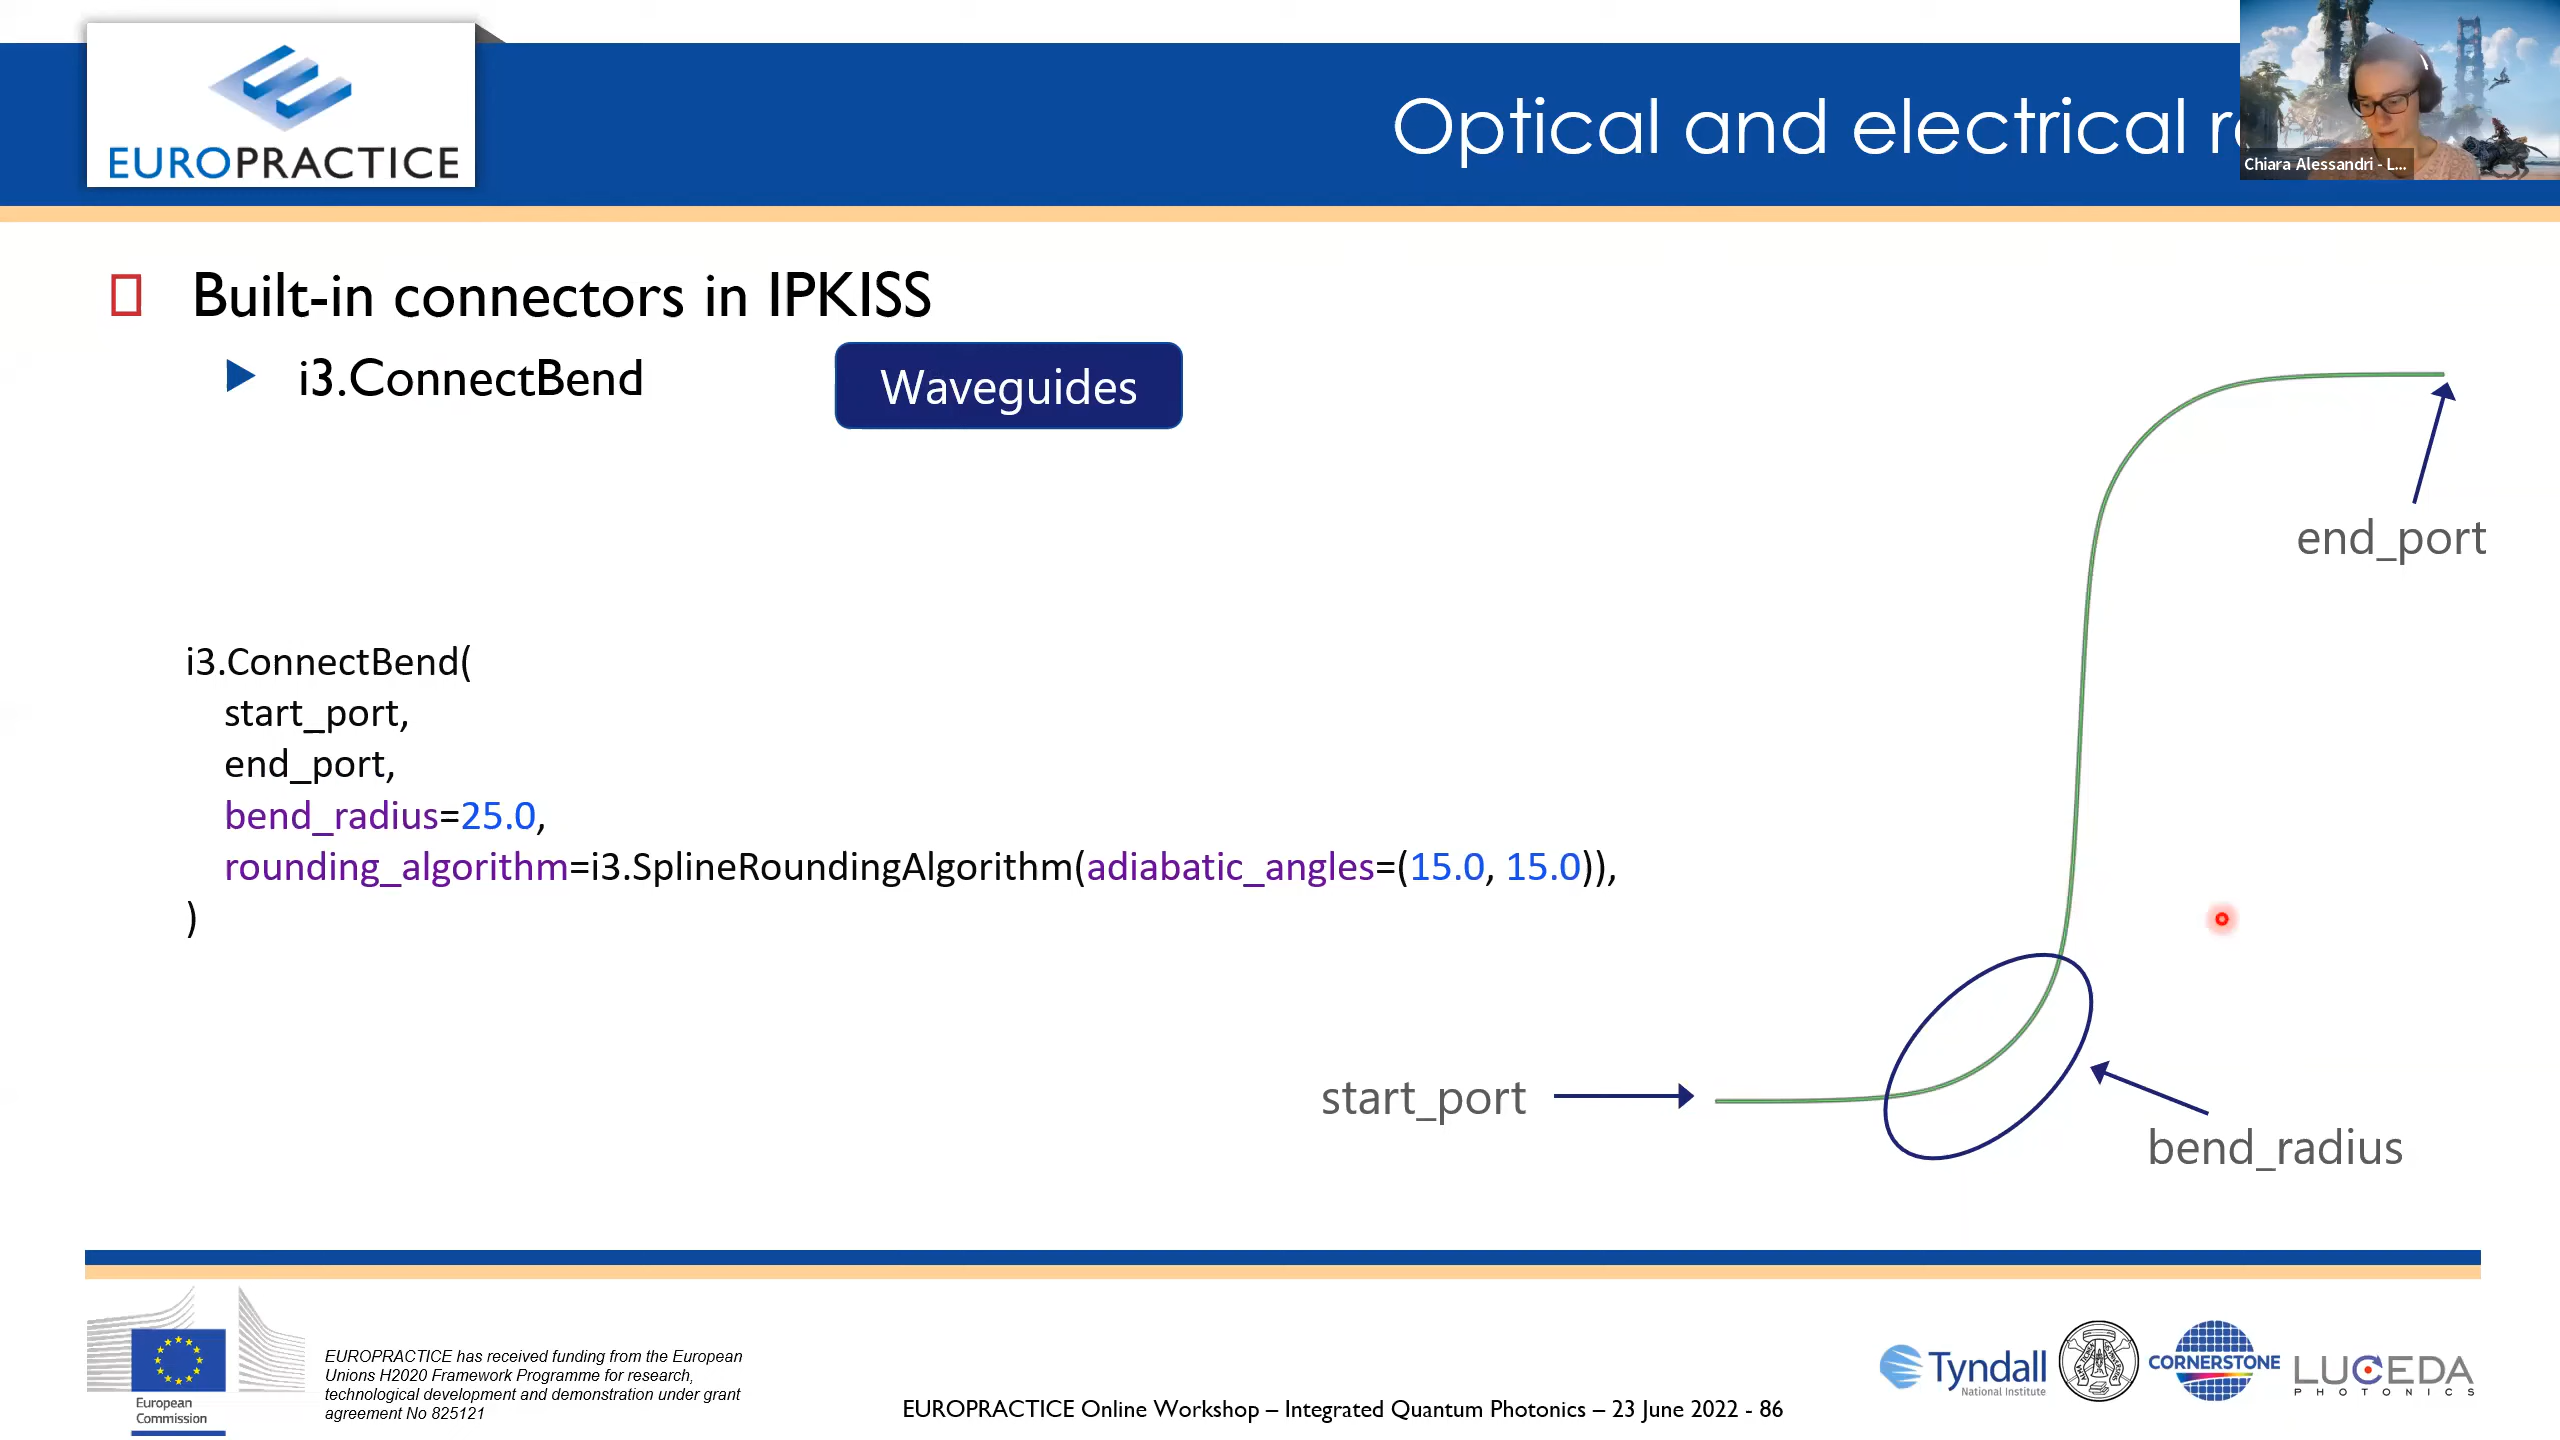 EUROPRACTICE
Optical and electrical r
Chiara Alessandri - L...
Built-in connectors in IPKISS
i3.ConnectBend
Waveguides
end_port
i3.ConnectBend(
start_port,
end_port,
bend_radius=25.0,
rounding_algorithm=i3.SplineRoundingAlgorithm(adiabatic_angles=(15.0, 15.0)),
)
start_port
bend_radius
European
Commission
EUROPRACTICE has received funding from the European
Unions H2020 Framework Programme for research,
technological development and demonstration under grant
agreement No 825121
EUROPRACTICE Online Workshop – Integrated Quantum Photonics – 23 June 2022 - 86
Tyndall
National Institute
CORNERSTONE
LUCEDA
PHOTONICS